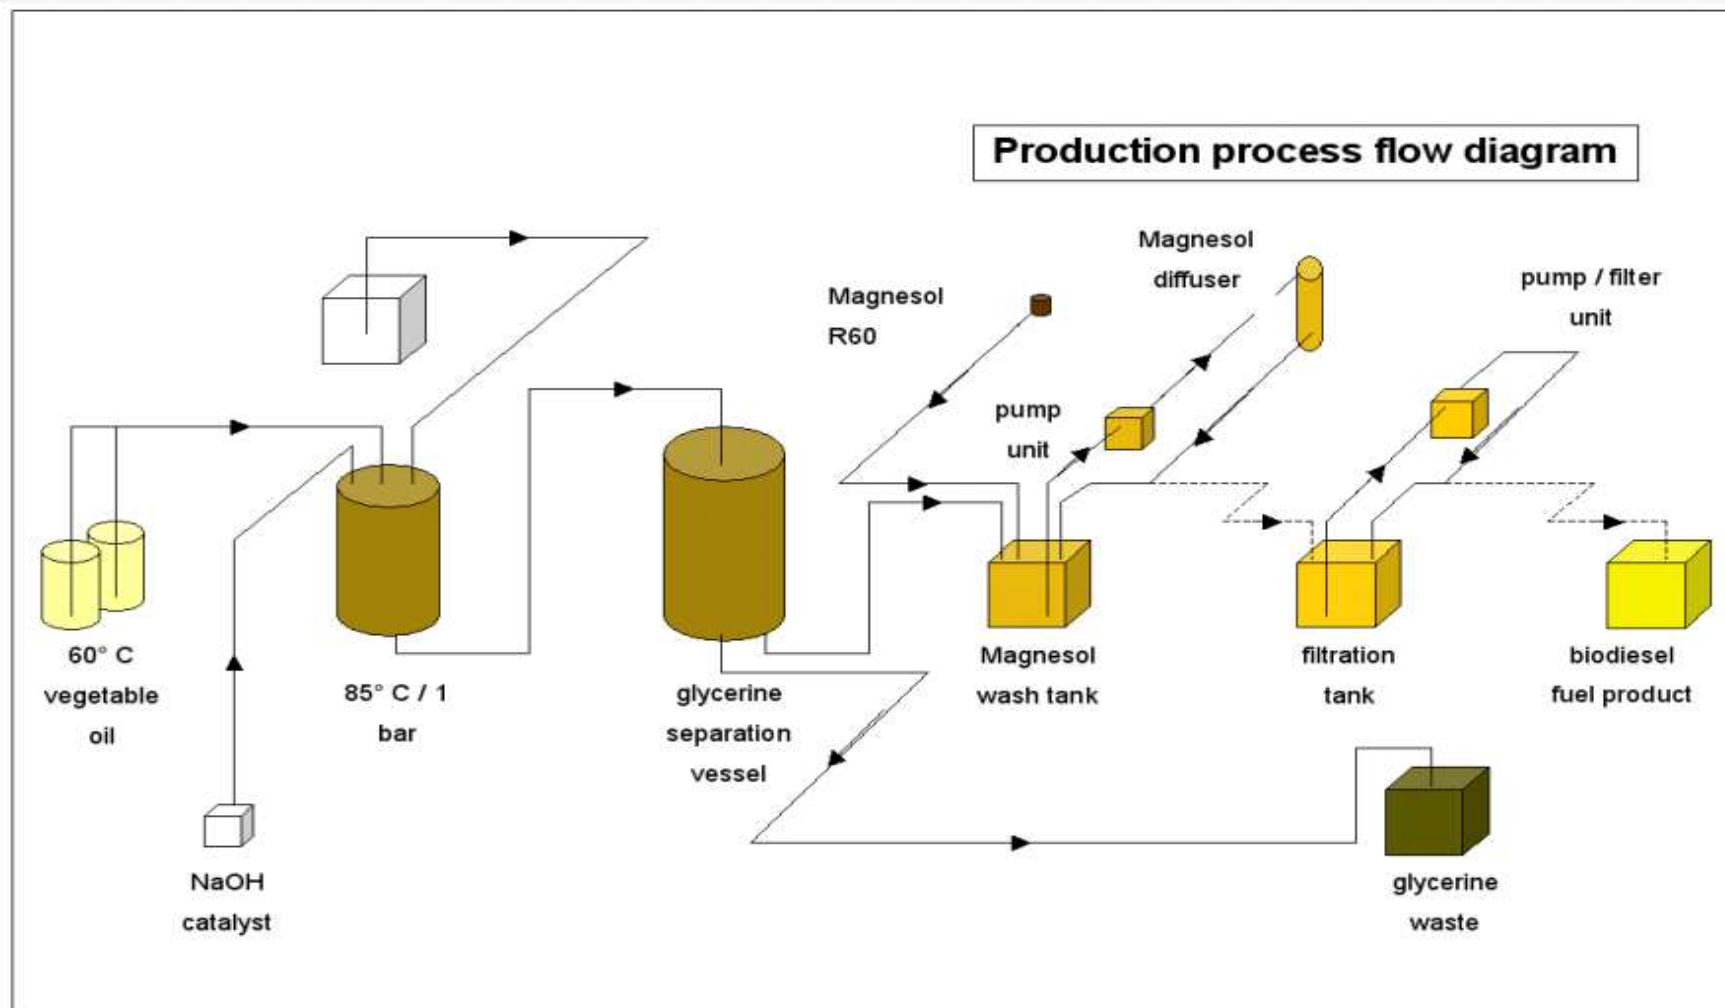 Production process flow diagram
Magnesol
diffuser
pump / filter
unit
Magnesol
R60
pump
unit
60° C
vegetable
oil
85° C / 1
bar
glycerine
separation
vessel
Magnesol
wash tank
filtration
tank
biodiesel
fuel product
NaOH
catalyst
glycerine
waste